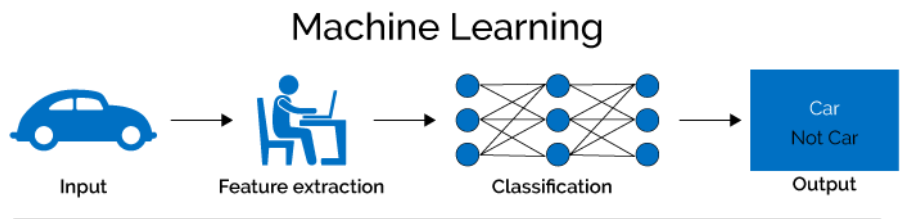 Machine Learning
Car
Not Car
Input
Feature extraction
Classification
Output